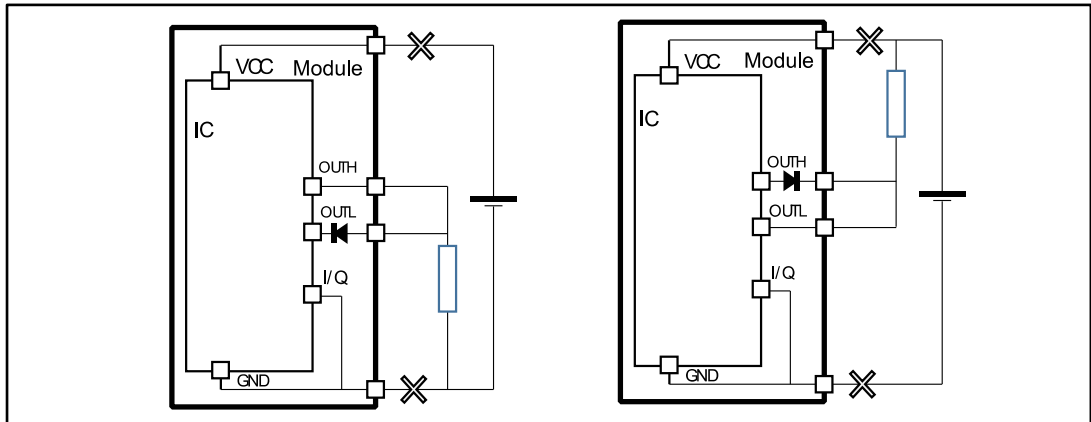 VCC
Module
IC
OUTH
OUTL
I/Q
GND
VCC
Module
IC
OUTH
OUTL
I/Q
GND